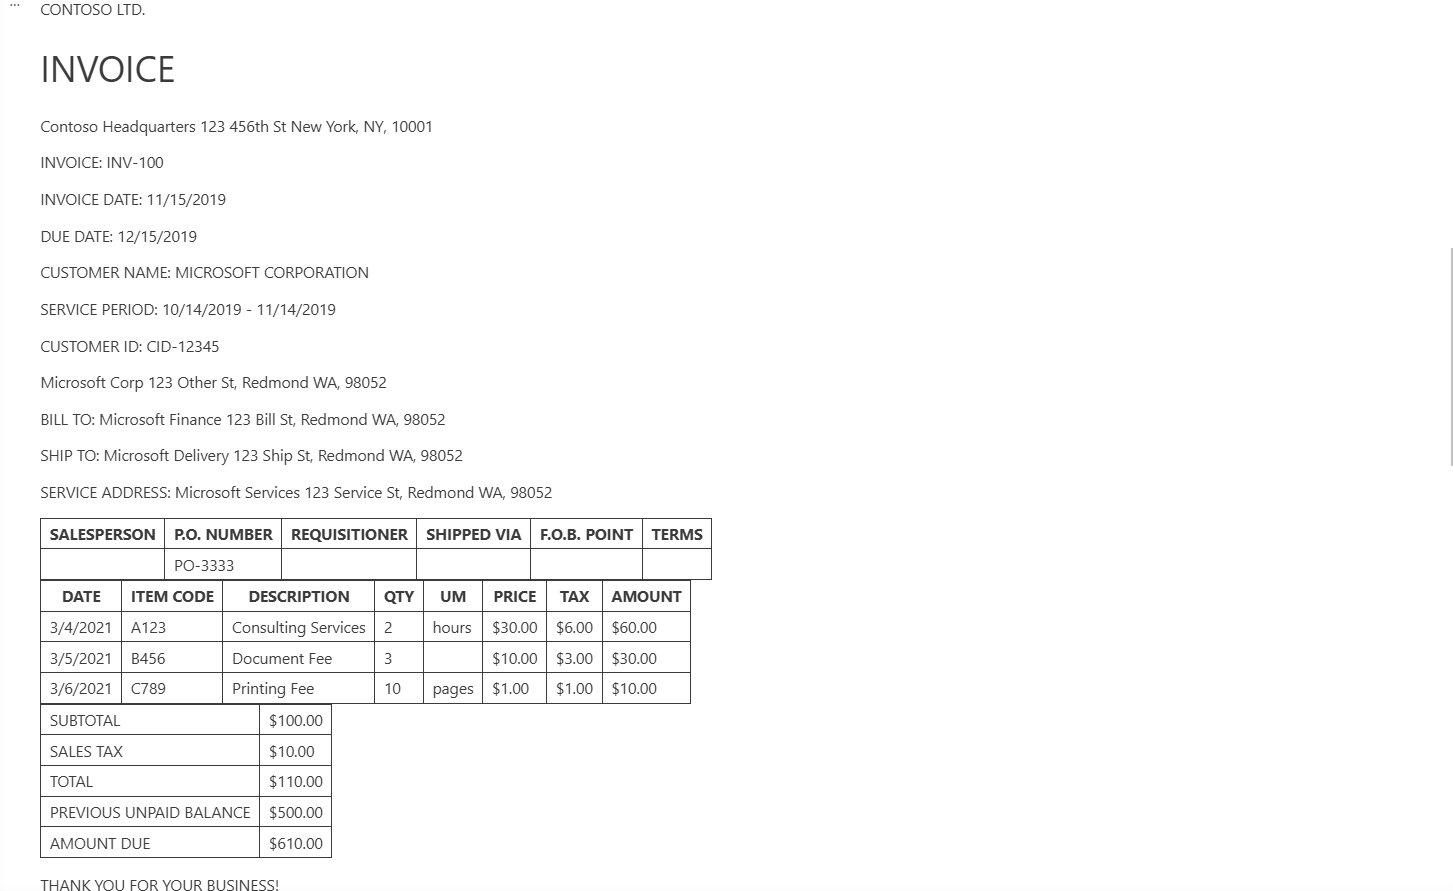 ...
CONTOSO LTD.
INVOICE
Contoso Headquarters 123 456th St New York, NY, 10001
INVOICE: INV-100
INVOICE DATE: 11/15/2019
DUE DATE: 12/15/2019
CUSTOMER NAME: MICROSOFT CORPORATION
SERVICE PERIOD: 10/14/2019 - 11/14/2019
CUSTOMER ID: CID-12345
Microsoft Corp 123 Other St, Redmond WA, 98052
BILL TO: Microsoft Finance 123 Bill St, Redmond WA, 98052
SHIP TO: Microsoft Delivery 123 Ship St, Redmond WA, 98052
SERVICE ADDRESS: Microsoft Services 123 Service St, Redmond WA, 98052
SALESPERSON P.O. NUMBER REQUISITIONER SHIPPED VIA F.O.B. POINT TERMS
PO-3333
DATE ITEM CODE DESCRIPTION QTY UM PRICE TAX AMOUNT
3/4/2021 A123 Consulting Services 2 hours $30.00 $6.00 $60.00
3/5/2021 B456 Document Fee 3 $10.00 $3.00 $30.00
3/6/2021 C789 Printing Fee 10 pages $1.00 $1.00 $10.00
SUBTOTAL $100.00
SALES TAX $10.00
TOTAL $110.00
PREVIOUS UNPAID BALANCE $500.00
AMOUNT DUE $610.00
THANK YOU FOR YOUR BUSINESS!